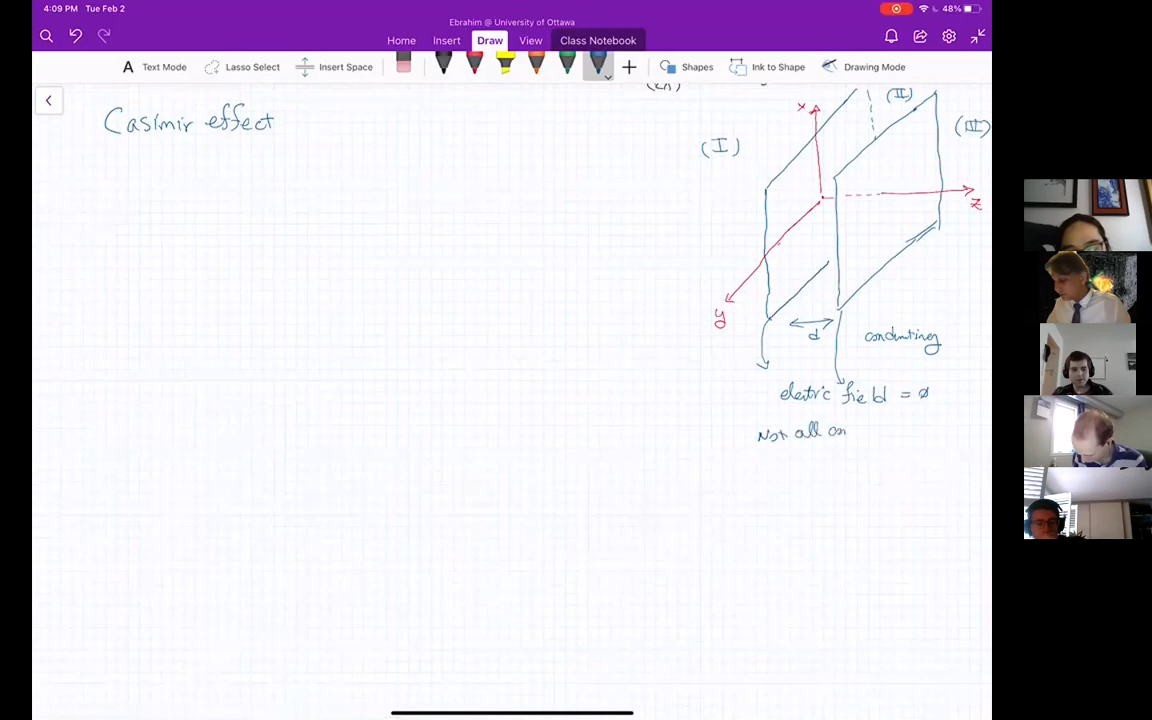 4:09 PM Tue Feb 2
48%
Ebrahim @ University of Ottawa
Home Insert Draw View Class Notebook
Text Mode Lasso Select Insert Space Shapes Ink to Shape Drawing Mode
Casimir effect
x
(II)
(III)
(I)
z
y
d
conducting
electric field = 0
Not all on